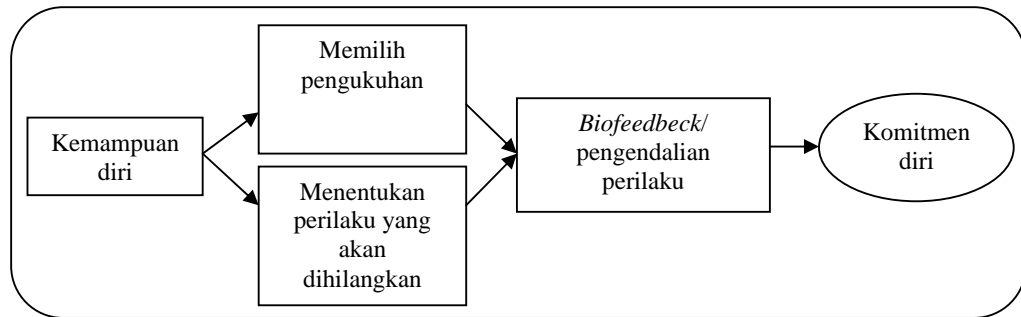 Kemampuan
diri
Memilih
pengukuhan
Menentukan
perilaku yang
akan
dihilangkan
Biofeedbeck/
pengendalian
perilaku
Komitmen
diri